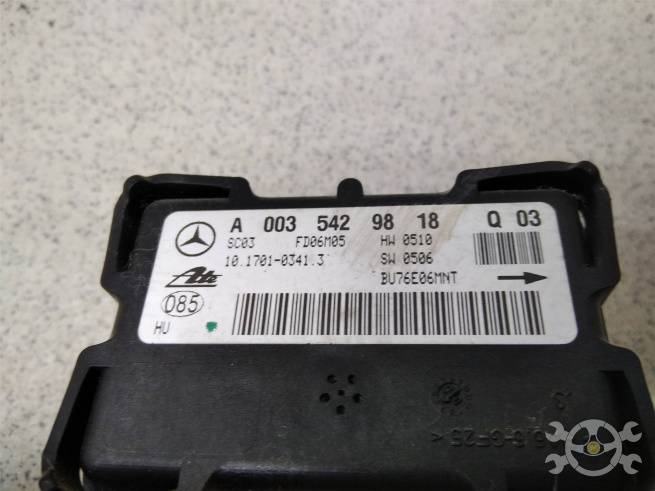 A 003 542 98 18 Q 03
SC03 FD06M05 HW 0510
10.1701-0341.3 SW 0506
Ate BU76E06MNT
085
HU